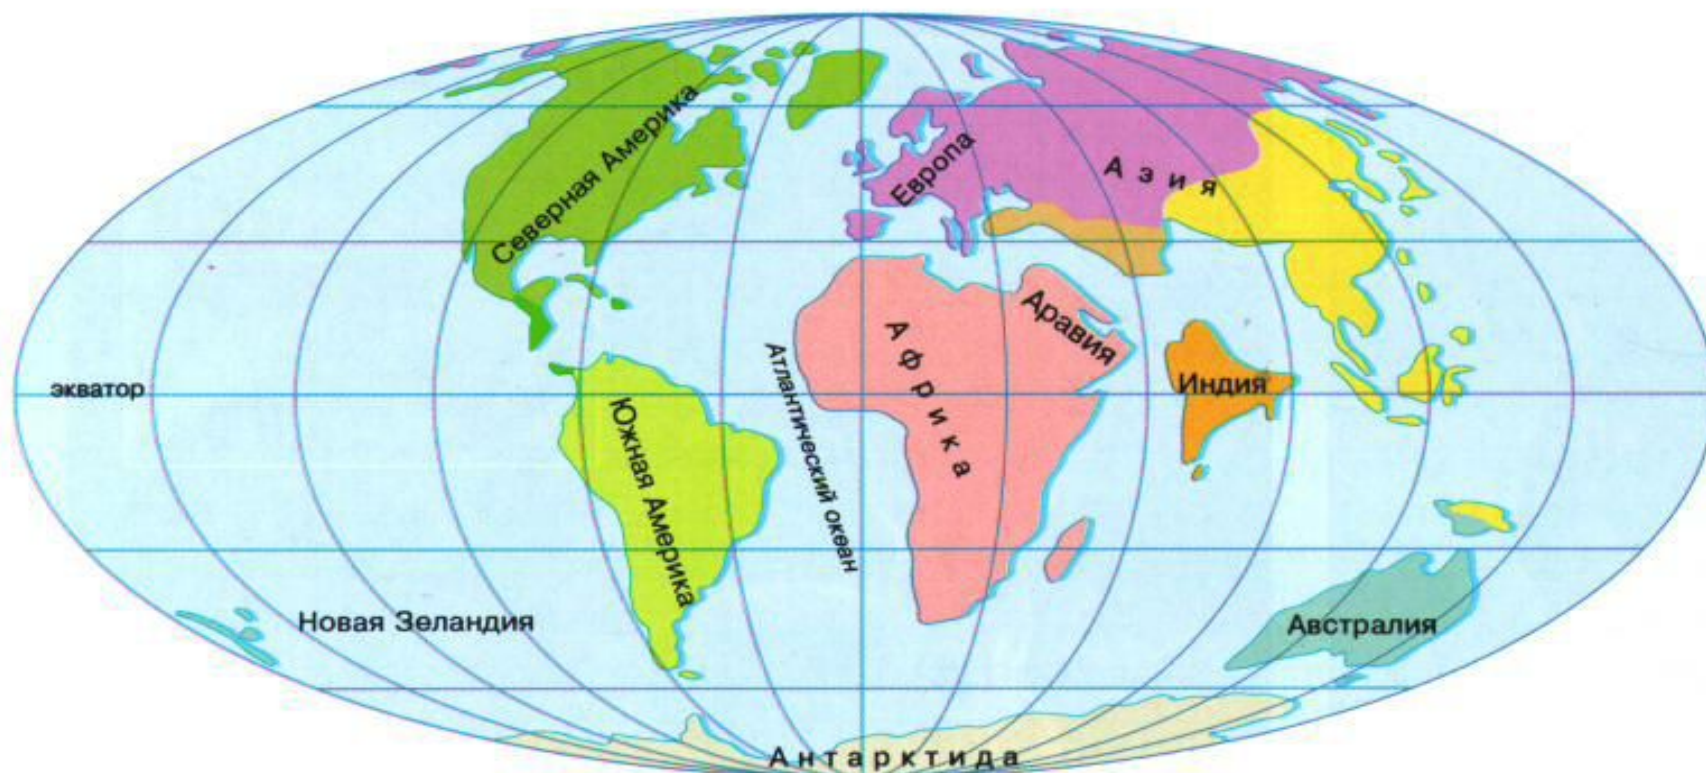 Северная Америка
Европа
Азия
Аравия
Африка
Индия
экватор
Южная Америка
Атлантический океан
Новая Зеландия
Австралия
Антарктида